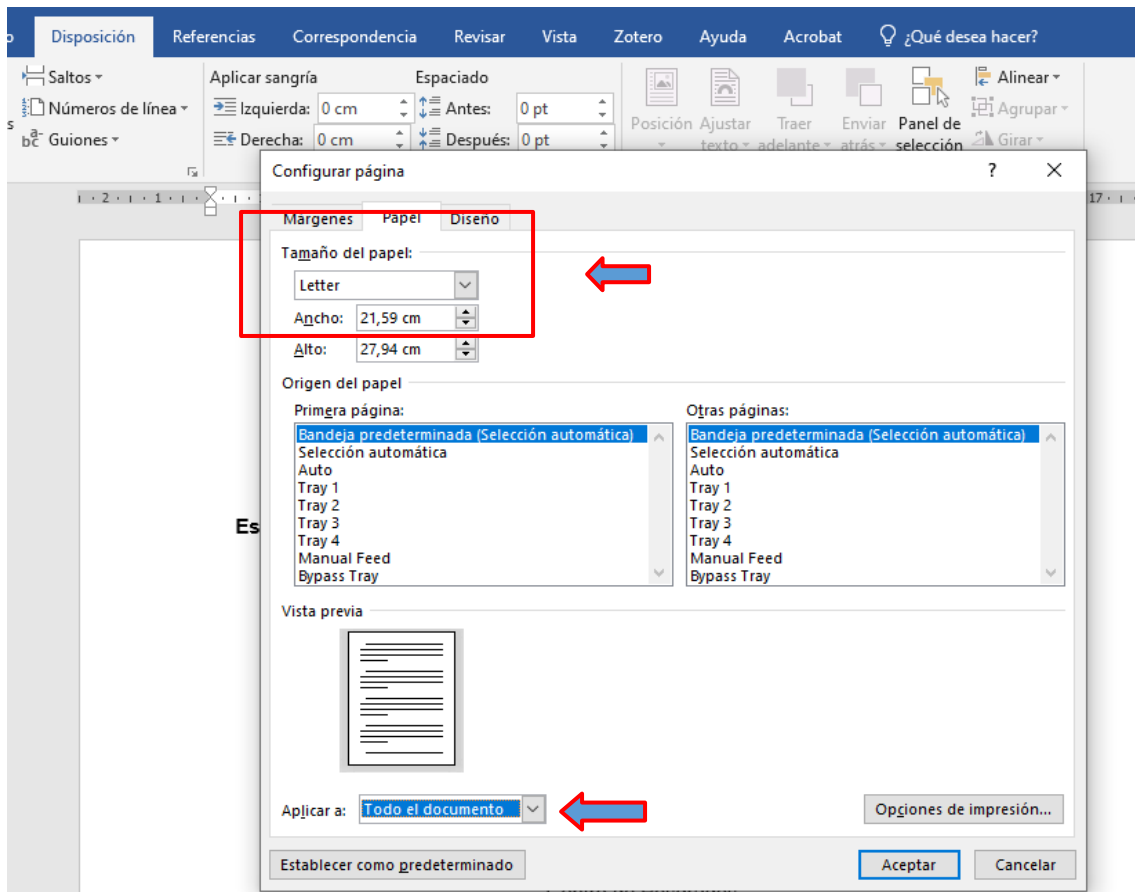 Disposición Referencias Correspondencia Revisar Vista Zotero Ayuda Acrobat ¿Qué desea hacer?
Saltos
Números de línea
Guiones
Aplicar sangría Espaciado
Izquierda: 0 cm Antes: 0 pt
Derecha: 0 cm Después: 0 pt
Posición Ajustar texto Traer adelante Enviar atrás Panel de selección
Alinear
Agrupar
Girar
2 1 17
Configurar página ?
Márgenes Papel Diseño
Tamaño del papel:
Letter
Ancho: 21,59 cm
Alto: 27,94 cm
Origen del papel
Primera página: Otras páginas:
Bandeja predeterminada (Selección automática) Bandeja predeterminada (Selección automática)
Selección automática Selección automática
Auto Auto
Tray 1 Tray 1
Tray 2 Tray 2
Es Tray 3 Tray 3
Tray 4 Tray 4
Manual Feed Manual Feed
Bypass Tray Bypass Tray
Vista previa
Aplicar a: Todo el documento Opciones de impresión...
Establecer como predeterminado Aceptar Cancelar